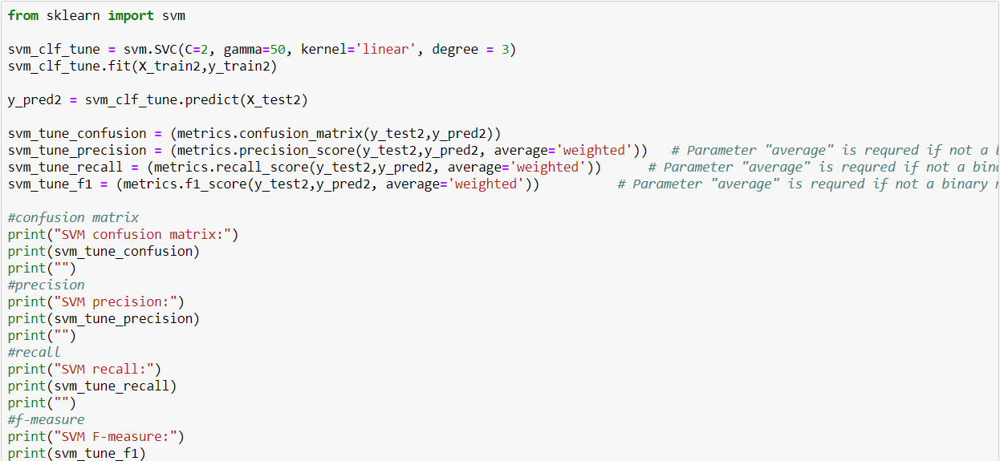 from sklearn import svm
svm_clf_tune = svm.SVC(C=2, gamma=50, kernel='linear', degree = 3)
svm_clf_tune.fit(X_train2,y_train2)
y_pred2 = svm_clf_tune.predict(X_test2)
svm_tune_confusion = (metrics.confusion_matrix(y_test2,y_pred2))
svm_tune_precision = (metrics.precision_score(y_test2,y_pred2, average='weighted'))   # Parameter "average" is requred if not a
svm_tune_recall = (metrics.recall_score(y_test2,y_pred2, average='weighted'))      # Parameter "average" is requred if not a
svm_tune_f1 = (metrics.f1_score(y_test2,y_pred2, average='weighted'))          # Parameter "average" is requred if not a binary
#confusion matrix
print("SVM confusion matrix:")
print(svm_tune_confusion)
print("")
#precision
print("SVM precision:")
print(svm_tune_precision)
print("")
#recall
print("SVM recall:")
print(svm_tune_recall)
print("")
#f-measure
print("SVM F-measure:")
print(svm_tune_f1)